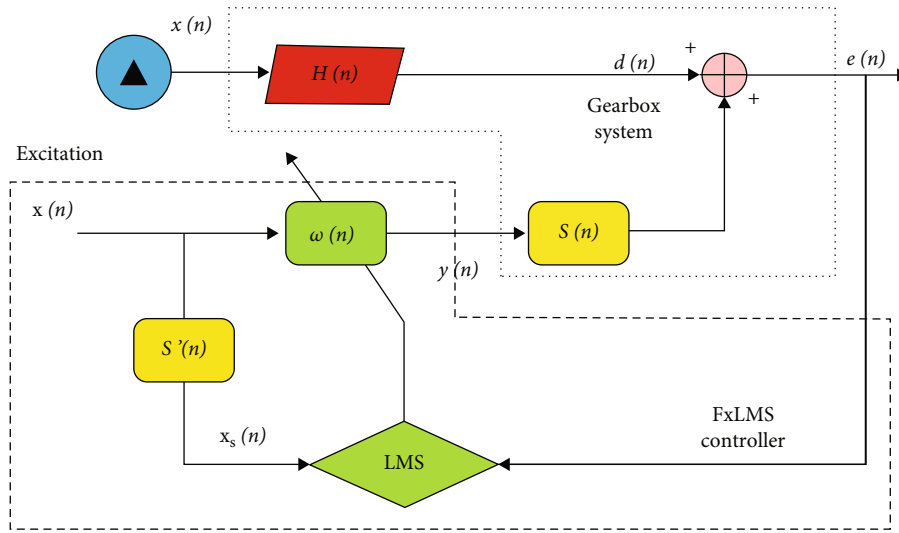 x (n)
H (n)
d (n)
+
e (n)
+
Gearbox
system
Excitation
x (n)
ω (n)
S (n)
y (n)
S ’(n)
FxLMS
controller
xₛ (n)
LMS